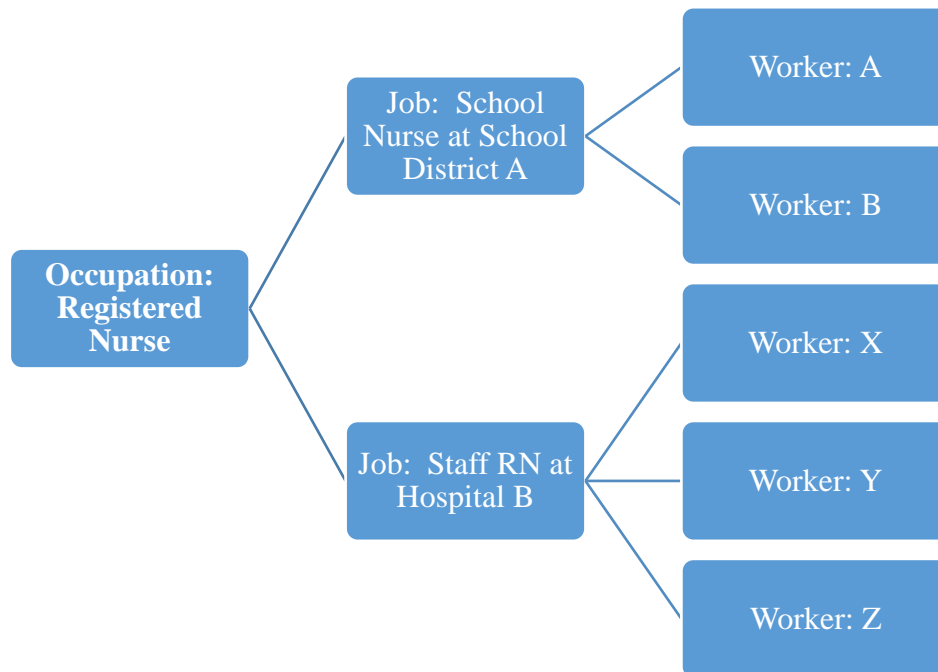 Occupation:
Registered
Nurse
Job:  School
Nurse at School
District A
Worker: A
Worker: B
Job:  Staff RN at
Hospital B
Worker: X
Worker: Y
Worker: Z